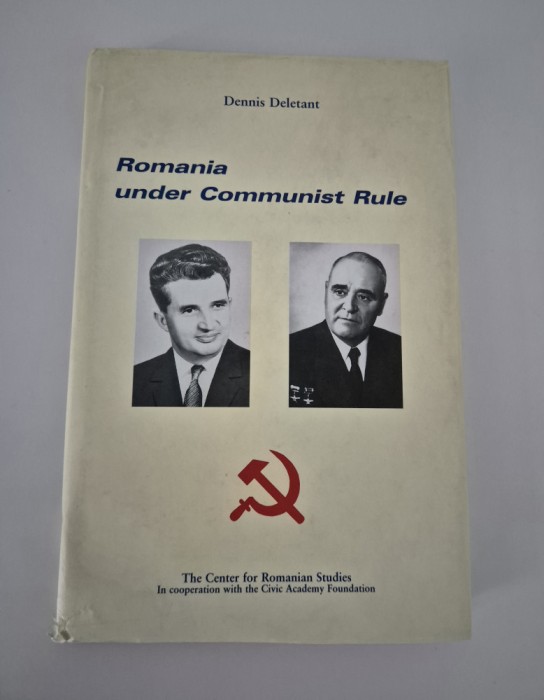 Dennis Deletant
Romania
under Communist Rule
The Center for Romanian Studies
In cooperation with the Civic Academy Foundation